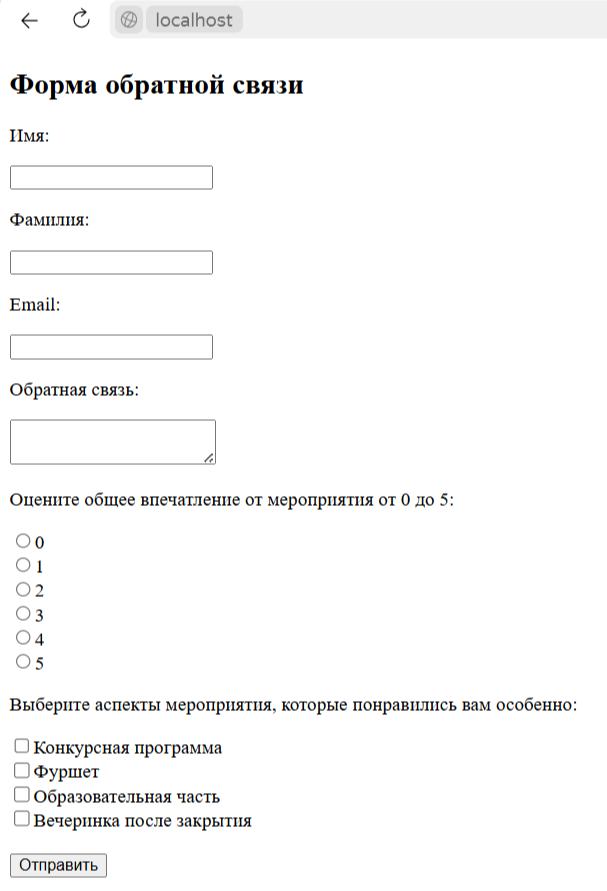 localhost
Форма обратной связи
Имя:
Фамилия:
Email:
Обратная связь:
Оцените общее впечатление от мероприятия от 0 до 5:
0
1
2
3
4
5
Выберите аспекты мероприятия, которые понравились вам особенно:
Конкурсная программа
Фуршет
Образовательная часть
Вечеринка после закрытия
Отправить